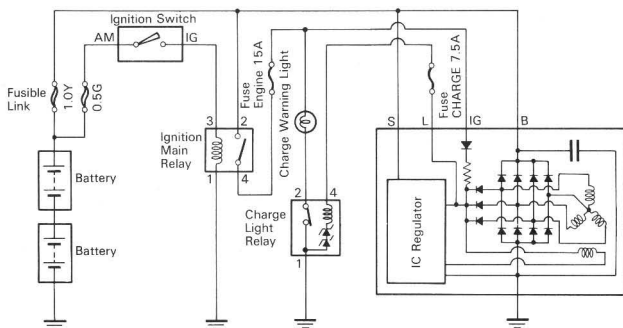 Ignition Switch
AM
IG
Fusible
Link
1.0Y
0.5G
Fuse
Engine 15A
Charge Warning Light
Fuse
CHARGE 7.5A
S
L
IG
B
3
2
Ignition
Main
Relay
1
4
Battery
Battery
2
4
Charge
Light
Relay
1
IC Regulator